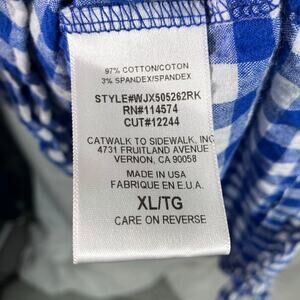 97% COTTON/COTON
3% SPANDEX/SPANDEX
STYLE#WJX505262RK
RN#114574
CUT#12244
CATWALK TO SIDEWALK, INC
4731 FRUITLAND AVENUE
VERNON, CA 90058
MADE IN USA
FABRIQUE EN E.U.A.
XL/TG
CARE ON REVERSE